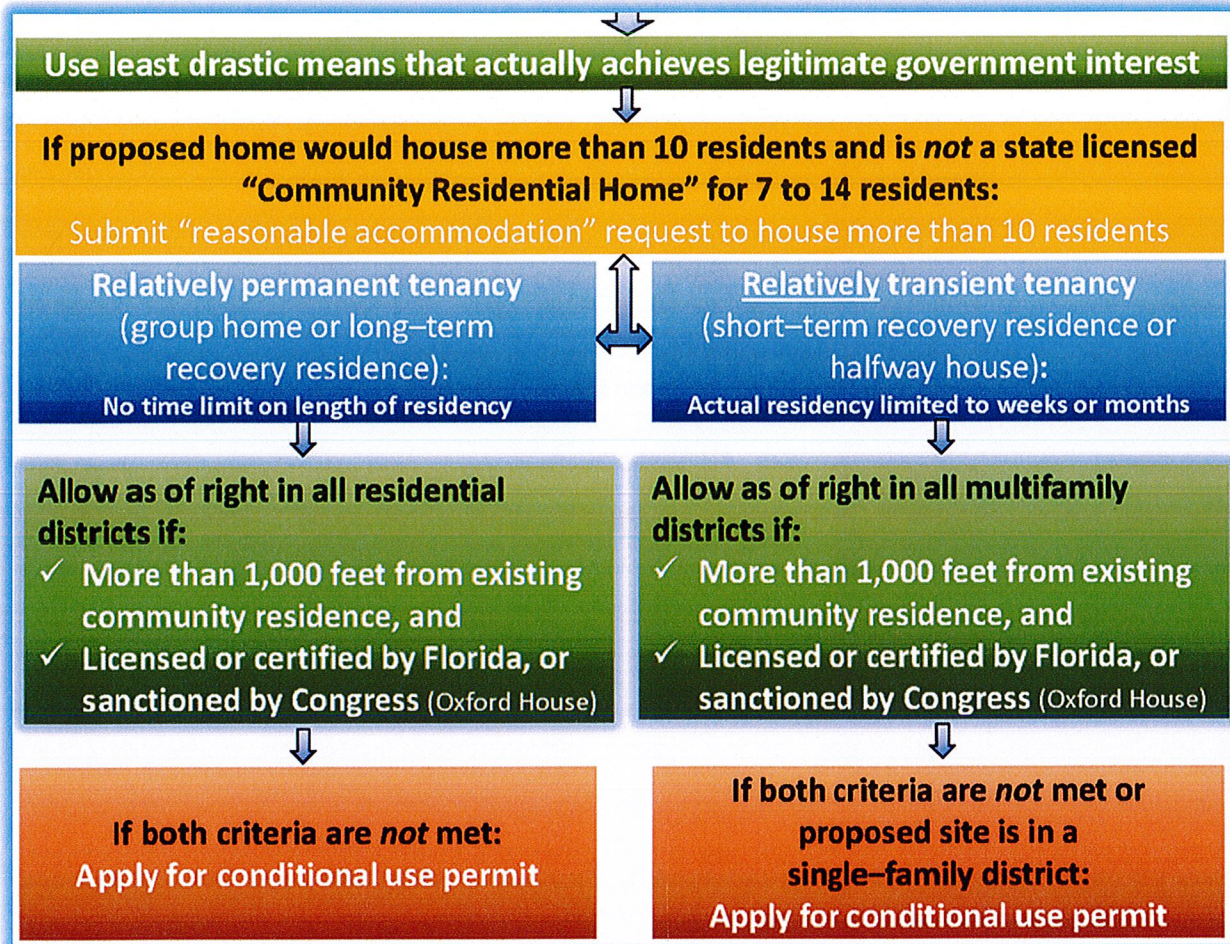 Use least drastic means that actually achieves legitimate government interest
If proposed home would house more than 10 residents and is not a state licensed
“Community Residential Home” for 7 to 14 residents:
Submit “reasonable accommodation” request to house more than 10 residents
Relatively permanent tenancy
(group home or long–term
recovery residence):
No time limit on length of residency
Relatively transient tenancy
(short–term recovery residence or
halfway house):
Actual residency limited to weeks or months
Allow as of right in all residential
districts if:
✓ More than 1,000 feet from existing
community residence, and
✓ Licensed or certified by Florida, or
sanctioned by Congress (Oxford House)
Allow as of right in all multifamily
districts if:
✓ More than 1,000 feet from existing
community residence, and
✓ Licensed or certified by Florida, or
sanctioned by Congress (Oxford House)
If both criteria are not met:
Apply for conditional use permit
If both criteria are not met or
proposed site is in a
single–family district:
Apply for conditional use permit